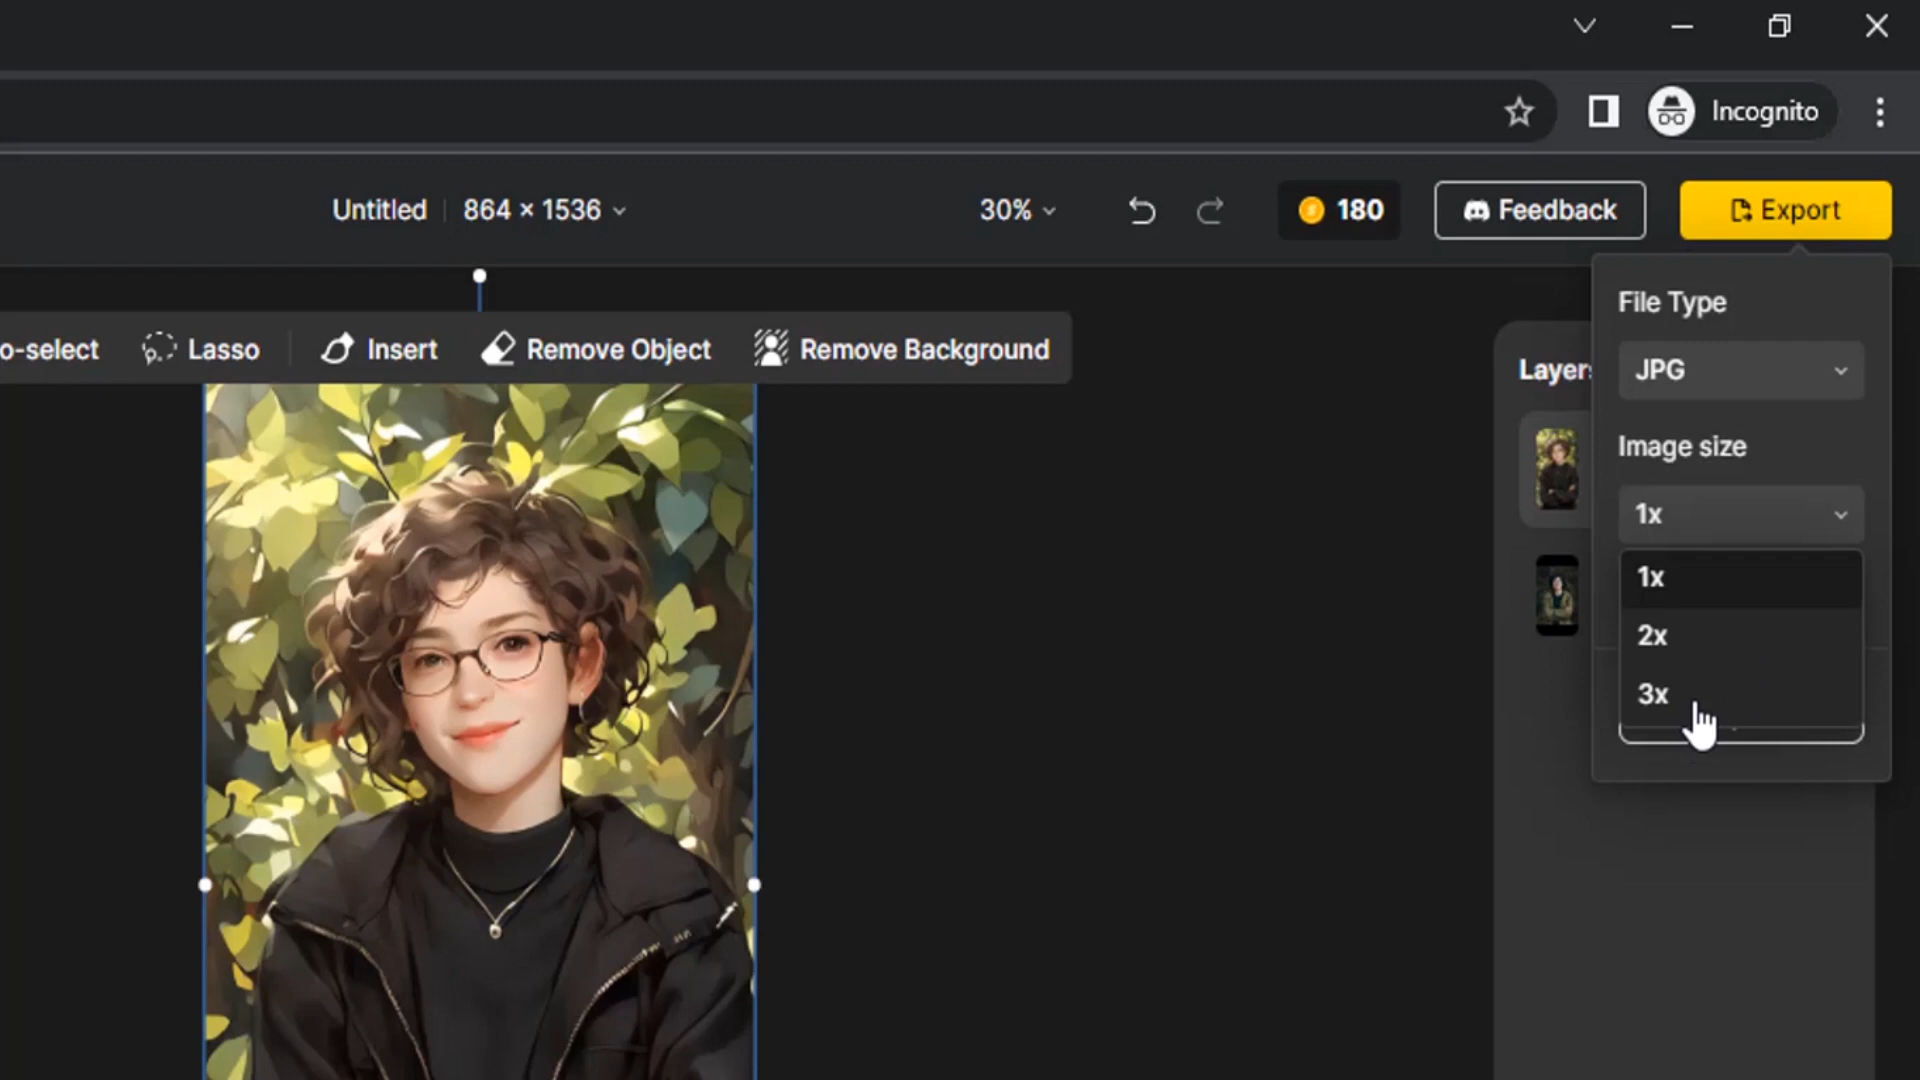 Incognito
Untitled 864 × 1536 30% 180 Feedback Export
o-select Lasso Insert Remove Object Remove Background
File Type
JPG
Layers
Image size
1x
1x
2x
3x